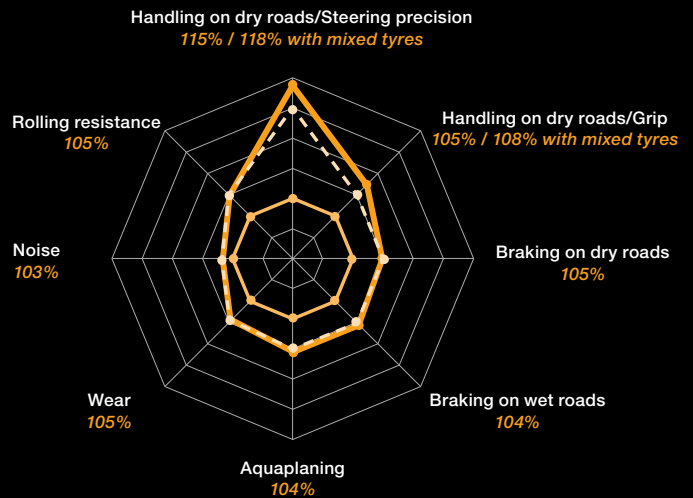 Handling on dry roads/Steering precision
115% / 118% with mixed tyres
Handling on dry roads/Grip
105% / 108% with mixed tyres
Rolling resistance
105%
Noise
103%
Braking on dry roads
105%
Wear
105%
Braking on wet roads
104%
Aquaplaning
104%